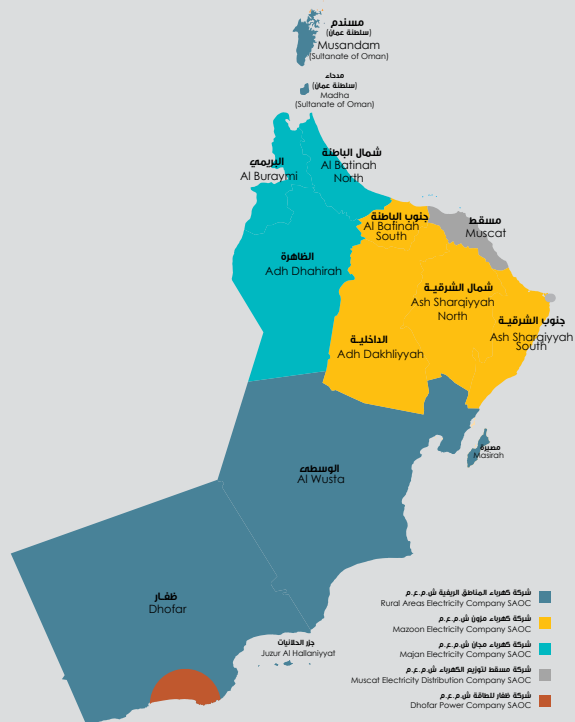 مسندم
(سلطنة عمان)
Musandam
(Sultanate of Oman)
مدحاء
(سلطنة عمان)
Madha
(Sultanate of Oman)
شمال الباطنة
Al Batinah
North
البريمي
Al Buraymi
جنوب الباطنة
Al Batinah
South
مسقط
Muscat
الظاهرة
Adh Dhahirah
شمال الشرقيـة
Ash Sharqiyyah
North
جنوب الشرقيـة
Ash Sharqiyyah
South
الداخليـة
Adh Dakhliyyah
مصيرة
Masirah
الوسطى
Al Wusta
ظفـار
Dhofar
جزر الحلانيات
Juzur Al Hallaniyyat
شركة كهرباء المناطق الريفية ش.م.ع.م
Rural Areas Electricity Company SAOC
شركة كهرباء مزون ش.م.ع.م
Mazoon Electricity Company SAOC
شركة كهرباء مجان ش.م.ع.م
Majan Electricity Company SAOC
شركة مسقط لتوزيع الكهرباء ش.م.ع.م
Muscat Electricity Distribution Company SAOC
شركة ظفار للطاقة ش.م.ع.م
Dhofar Power Company SAOC